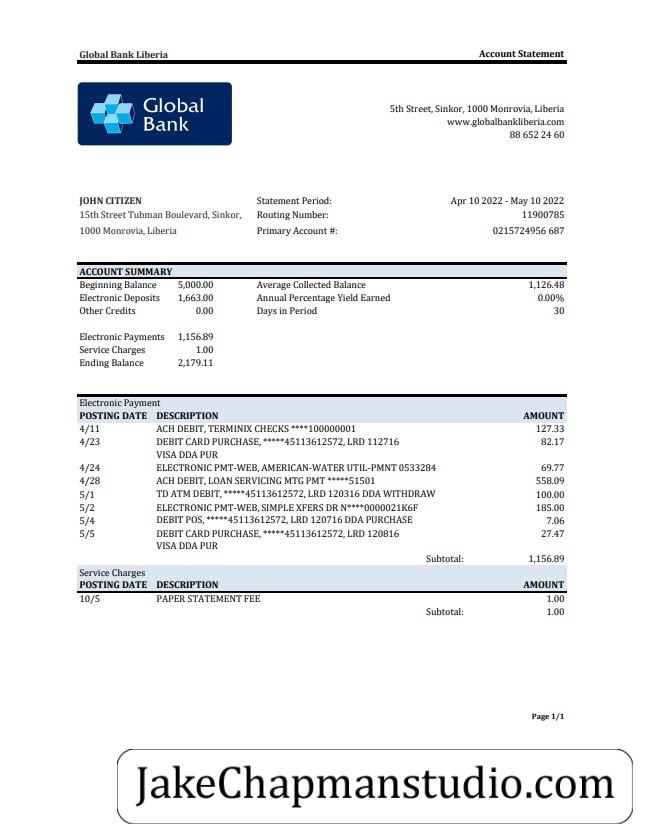 Global Bank Liberia Account Statement
Global
Bank
5th Street, Sinkor, 1000 Monrovia, Liberia
www.globalbankliberia.com
88 652 24 60
JOHN CITIZEN Statement Period: Apr 10 2022 - May 10 2022
15th Street Tubman Boulevard, Sinkor, Routing Number: 11900785
1000 Monrovia, Liberia Primary Account #: 0215724956 687
ACCOUNT SUMMARY
Beginning Balance 5,000.00 Average Collected Balance 1,126.48
Electronic Deposits 1,663.00 Annual Percentage Yield Earned 0.00%
Other Credits 0.00 Days in Period 30
Electronic Payments 1,156.89
Service Charges 1.00
Ending Balance 2,179.11
Electronic Payment
POSTING DATE DESCRIPTION AMOUNT
4/11 ACH DEBIT, TERMINIX CHECKS ****100000001 127.33
4/23 DEBIT CARD PURCHASE, *****45113612572, LRD 112716 82.17
VISA DDA PUR
4/24 ELECTRONIC PMT-WEB, AMERICAN-WATER UTIL-PMNT 0533284 69.77
4/28 ACH DEBIT, LOAN SERVICING MTG PMT *****51501 558.09
5/1 TD ATM DEBIT, *****45113612572, LRD 120316 DDA WITHDRAW 100.00
5/2 ELECTRONIC PMT-WEB, SIMPLE XFERS DR N****0000021K6F 185.00
5/4 DEBIT POS, *****45113612572, LRD 120716 DDA PURCHASE 7.06
5/5 DEBIT CARD PURCHASE, *****45113612572, LRD 120816 27.47
VISA DDA PUR
Subtotal: 1,156.89
Service Charges
POSTING DATE DESCRIPTION AMOUNT
10/5 PAPER STATEMENT FEE 1.00
Subtotal: 1.00
Page 1/1
JakeChapmanstudio.com